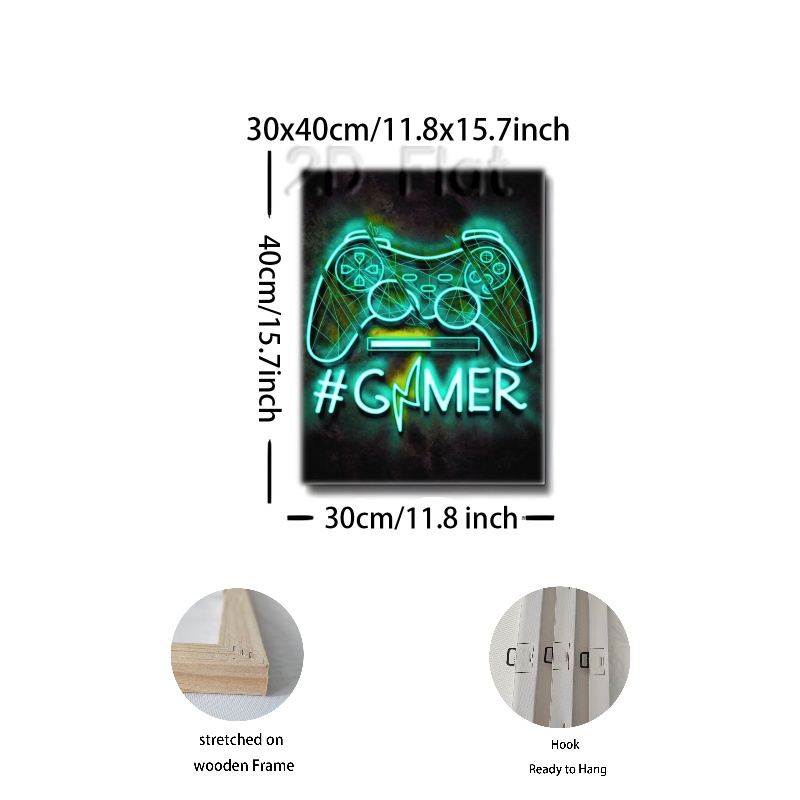 30x40cm/11.8x15.7inch
2D Flat
40cm/15.7inch
#GAMER
30cm/11.8 inch
stretched on
wooden Frame
Hook
Ready to Hang